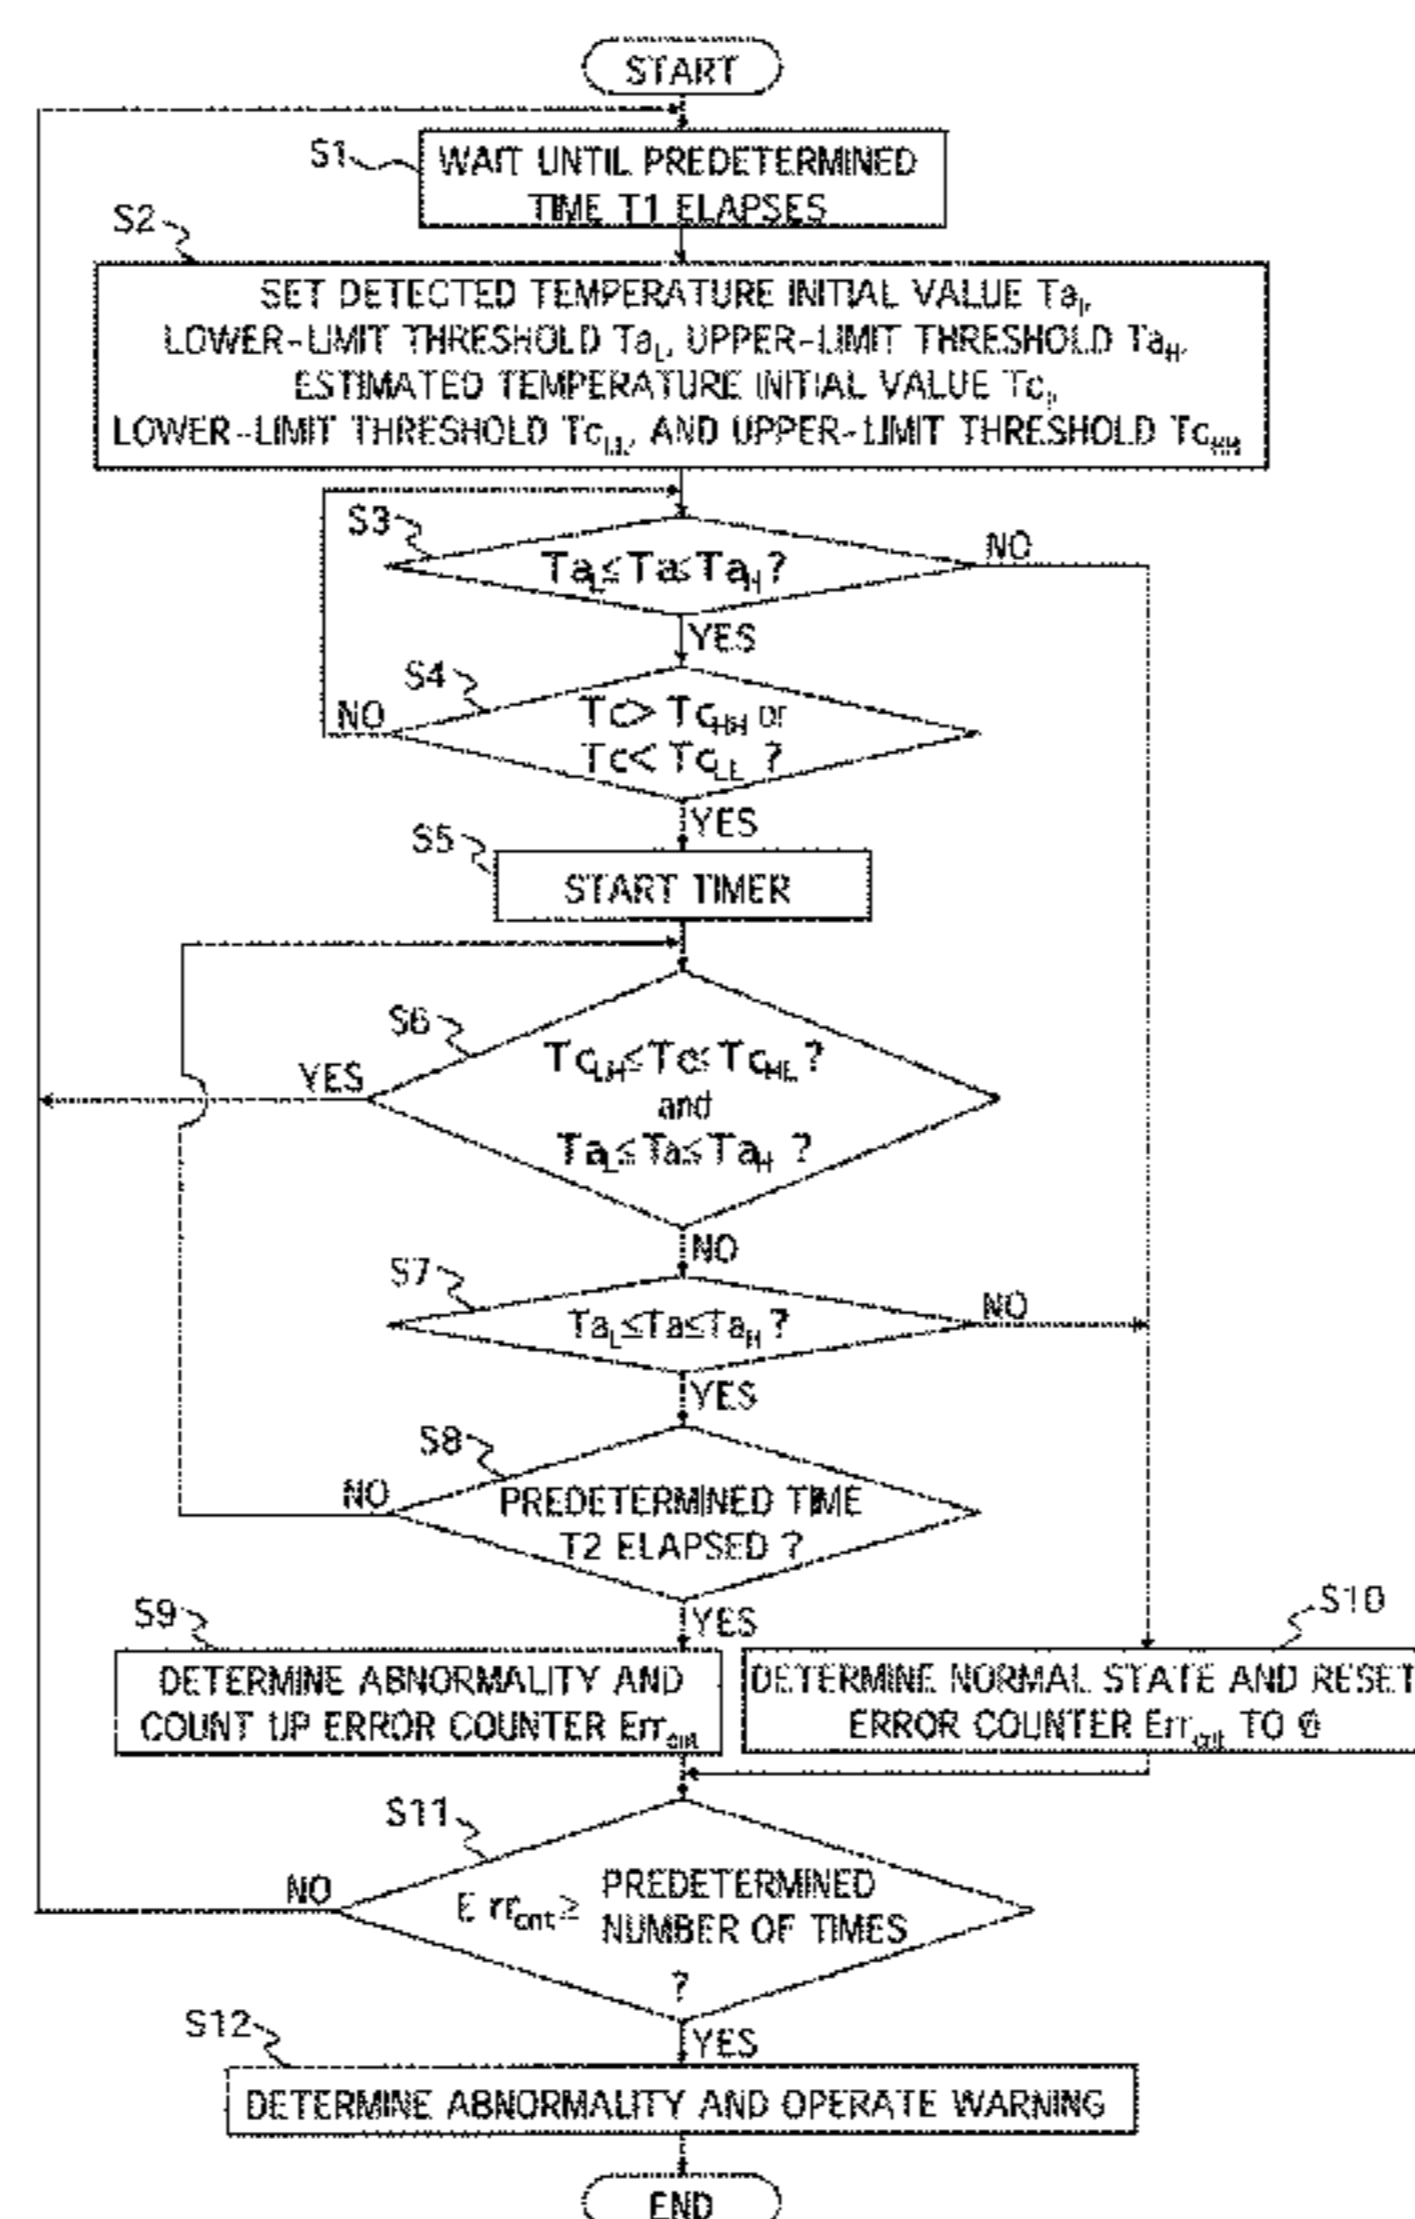 START
S1
WAIT UNTIL PREDETERMINED
TIME T1 ELAPSES
S2
SET DETECTED TEMPERATURE INITIAL VALUE TaI,
LOWER-LIMIT THRESHOLD TaL, UPPER-LIMIT THRESHOLD TaH,
ESTIMATED TEMPERATURE INITIAL VALUE TcI,
LOWER-LIMIT THRESHOLD TcLL, AND UPPER-LIMIT THRESHOLD TcHH
S3
TaL≤Ta≤TaH?
NO
YES
S4
Tc> TcHH or
Tc< TcLL ?
NO
YES
S5
START TIMER
S6
TcLH≤Tc≤TcHL?
and
TaL≤Ta≤TaH ?
YES
NO
S7
TaL≤Ta≤TaH?
NO
YES
S8
PREDETERMINED TIME
T2 ELAPSED ?
NO
YES
S9
DETERMINE ABNORMALITY AND
COUNT UP ERROR COUNTER Errcnt
S10
DETERMINE NORMAL STATE AND RESET
ERROR COUNTER Errcnt TO 0
S11
Errcnt≥ PREDETERMINED
NUMBER OF TIMES
?
NO
YES
S12
DETERMINE ABNORMALITY AND OPERATE WARNING
END